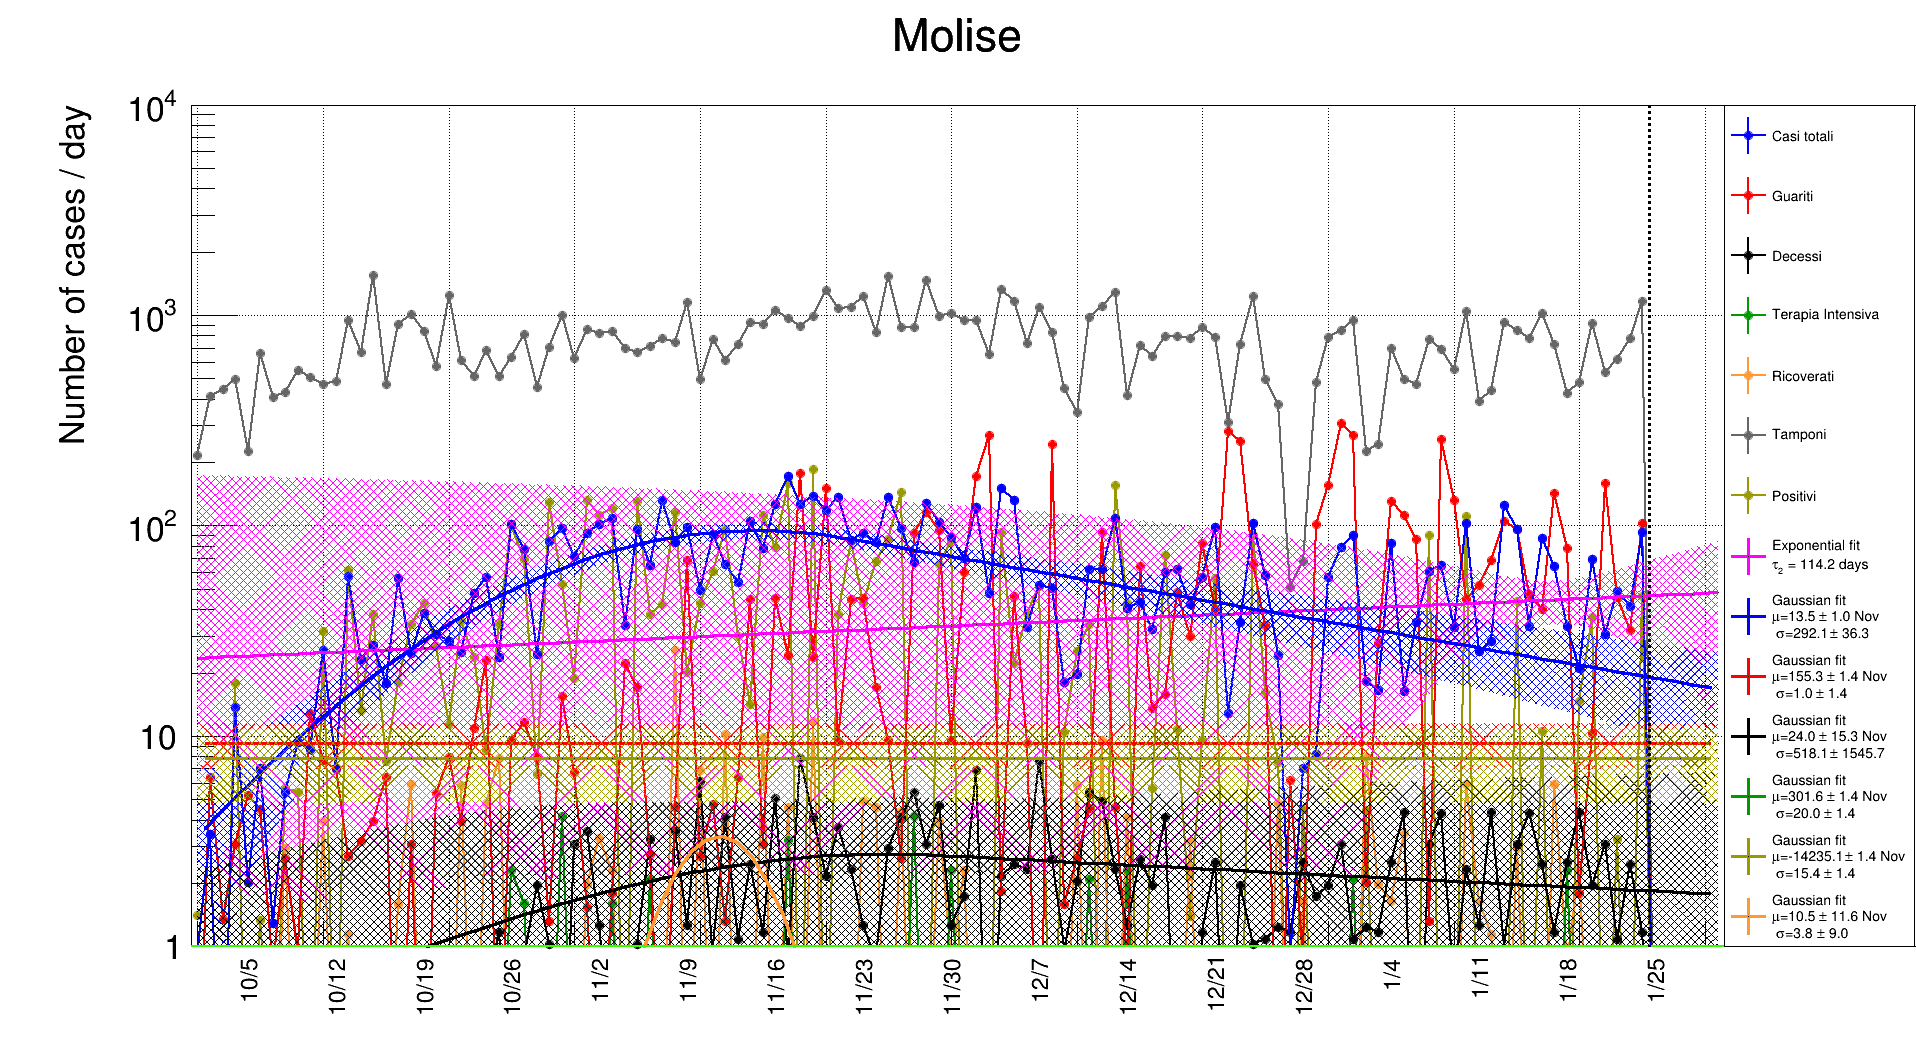 Molise
Number of cases / day
10⁴
10³
10²
10
1
10/5
10/12
10/19
10/26
11/2
11/9
11/16
11/23
11/30
12/7
12/14
12/21
12/28
1/4
1/11
1/18
1/25
Casi totali
Guariti
Decessi
Terapia Intensiva
Ricoverati
Tamponi
Positivi
Exponential fit
τ₂ = 114.2 days
Gaussian fit
μ=13.5 ± 1.0 Nov
σ=292.1 ± 36.3
Gaussian fit
μ=155.3 ± 1.4 Nov
σ=1.0 ± 1.4
Gaussian fit
μ=24.0 ± 15.3 Nov
σ=518.1 ± 1545.7
Gaussian fit
μ=301.6 ± 1.4 Nov
σ=20.0 ± 1.4
Gaussian fit
μ=-14235.1 ± 1.4 Nov
σ=15.4 ± 1.4
Gaussian fit
μ=10.5 ± 11.6 Nov
σ=3.8 ± 9.0